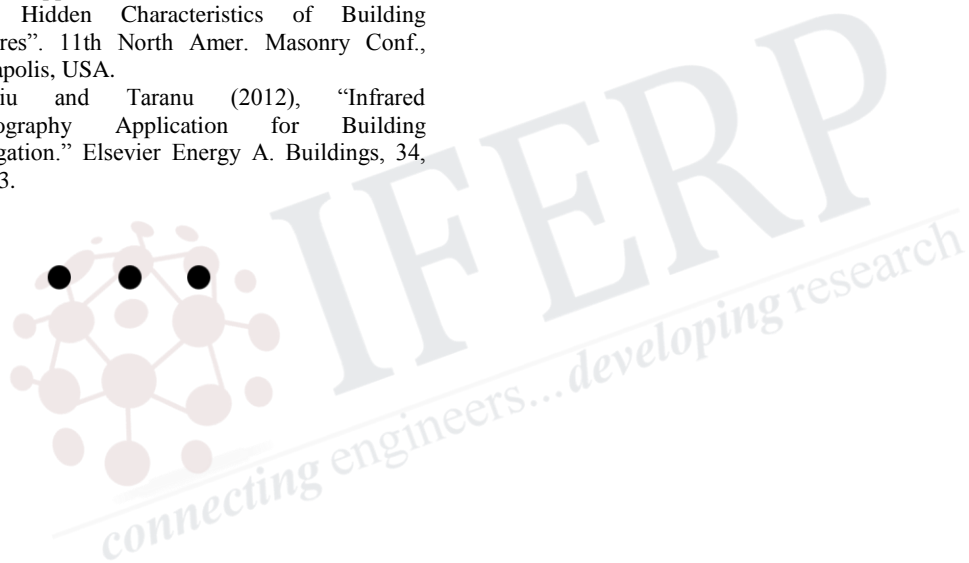 Hidden Characteristics of Building
res”. 11th North Amer. Masonry Conf.,
apolis, USA.
iu and Taranu (2012), “Infrared
ography Application for Building
gation.” Elsevier Energy A. Buildings, 34,
3.
IFERP
connecting engineers...developing research